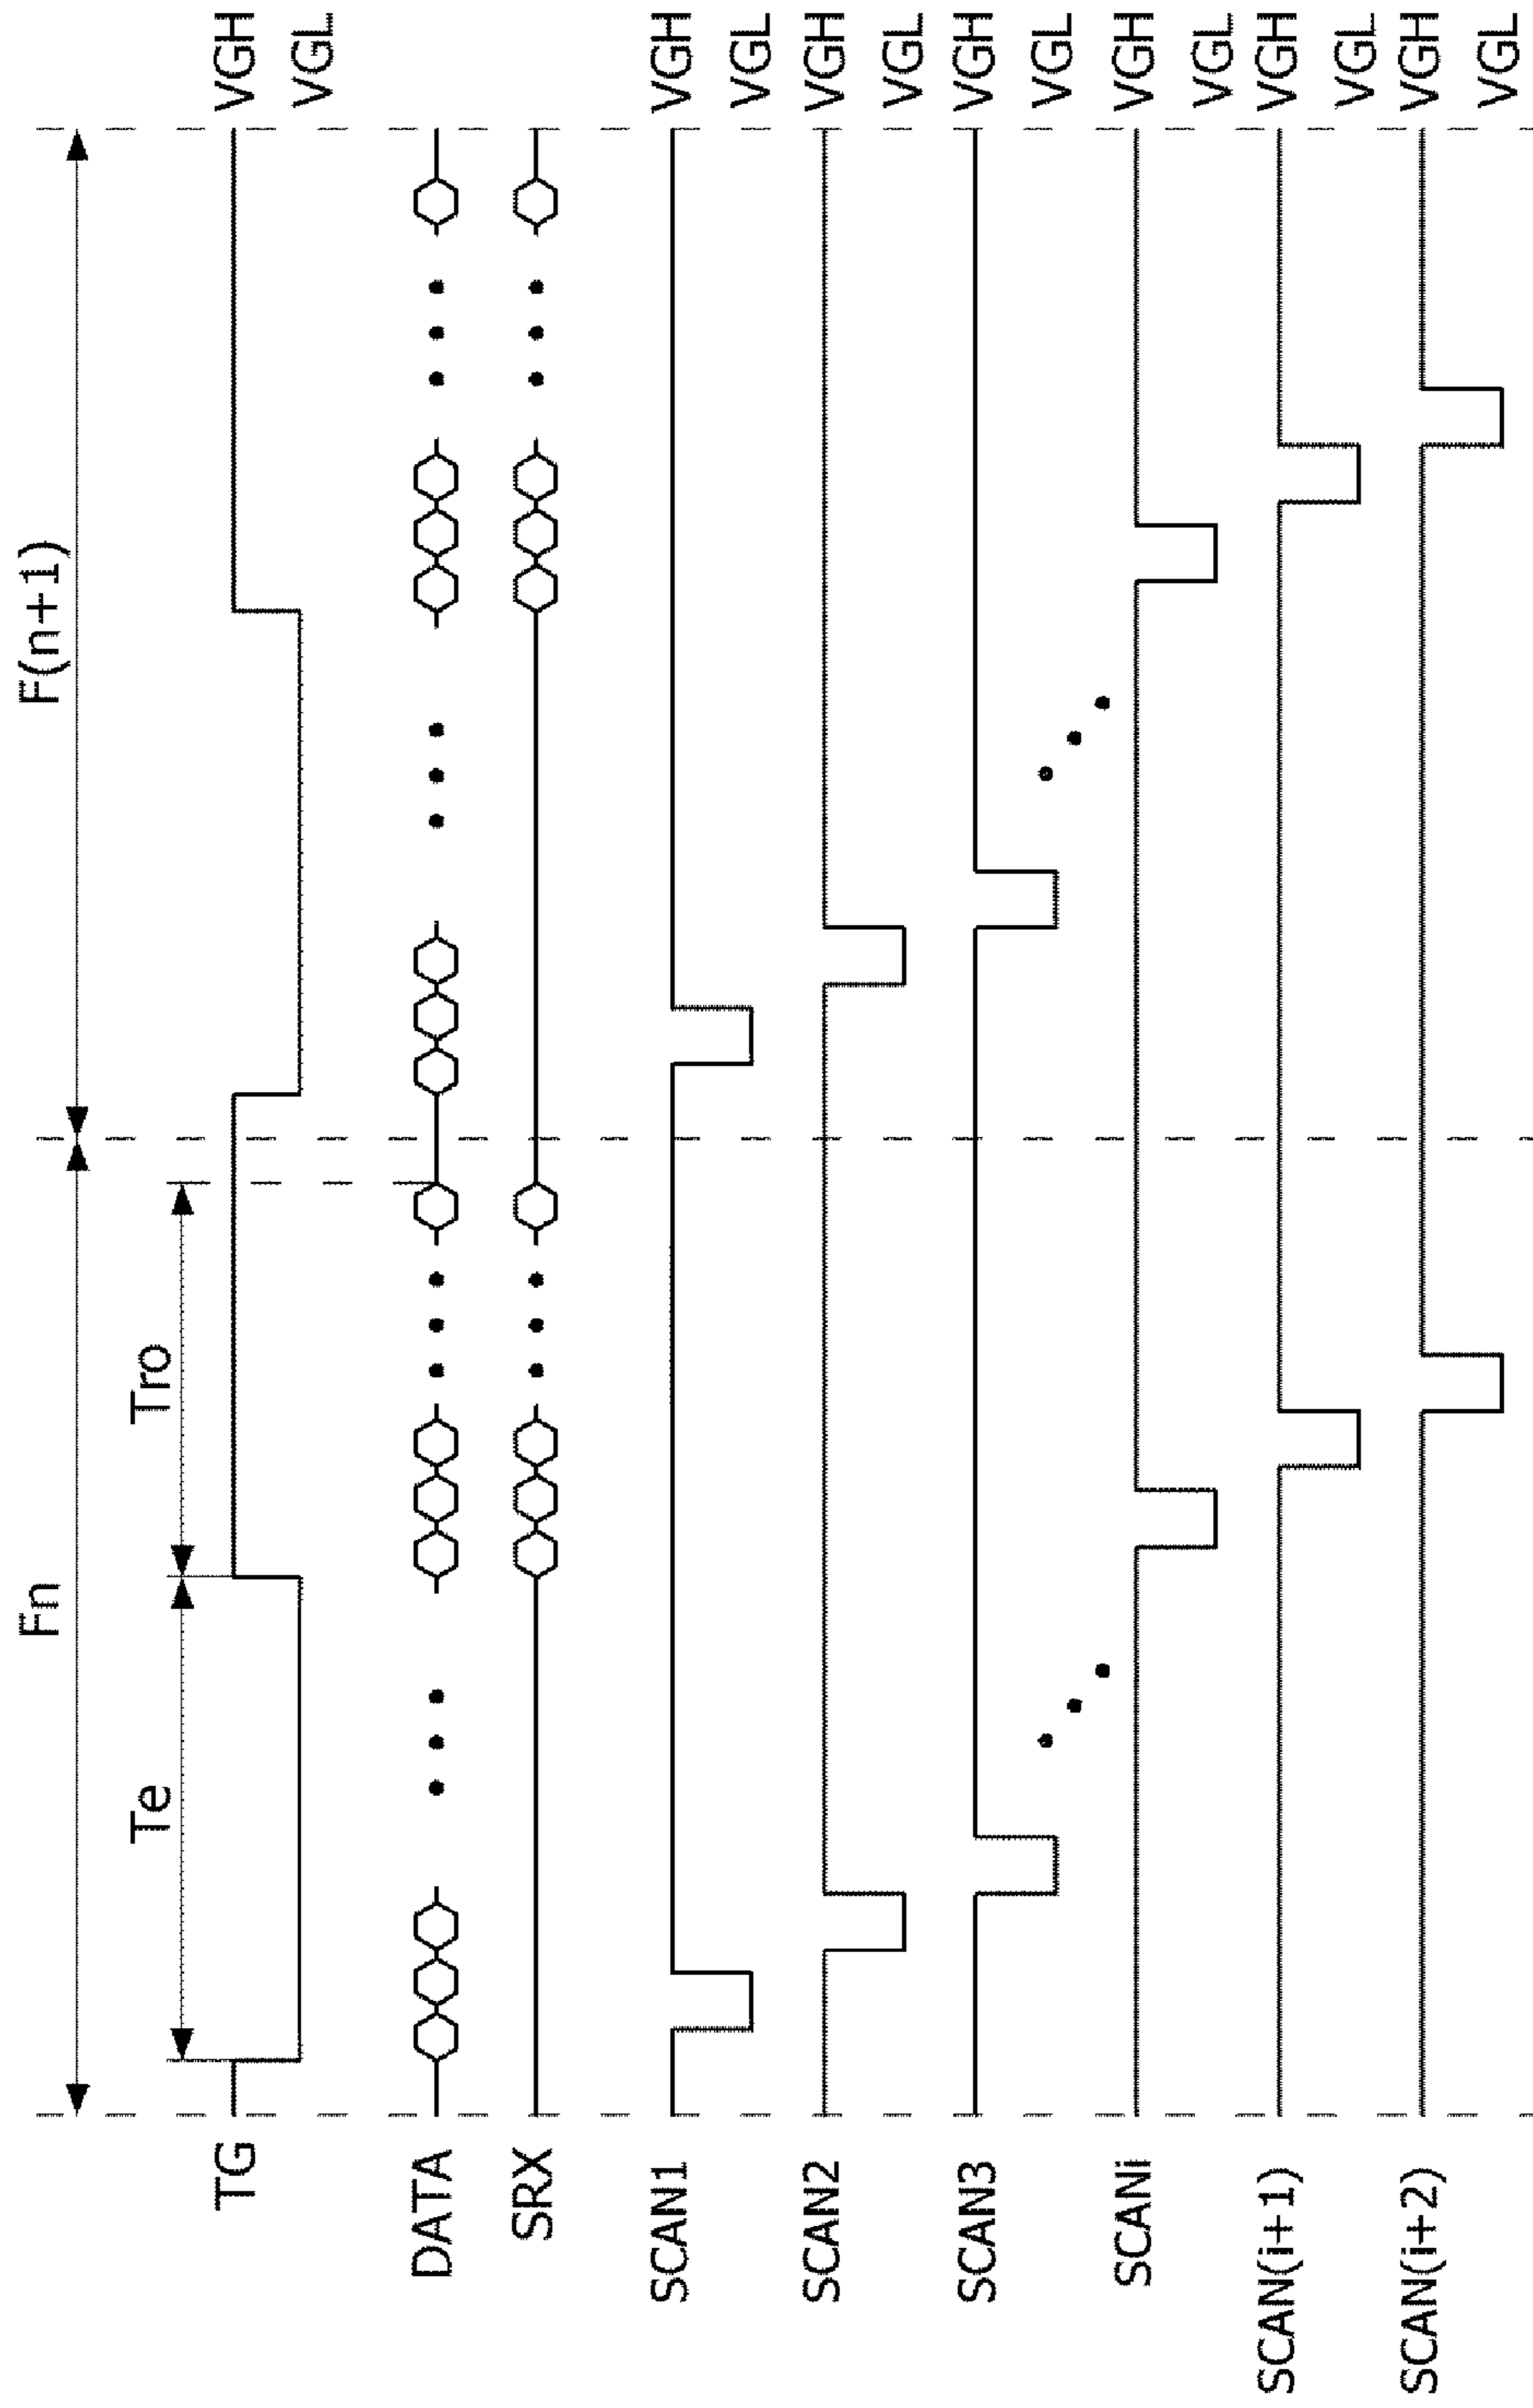 Fn
F(n+1)
Te
Tro
TG
VGH
VGL
DATA
SRX
SCAN1
VGH
VGL
SCAN2
VGH
VGL
SCAN3
VGH
VGL
SCANi
VGH
VGL
SCAN(i+1)
VGH
VGL
SCAN(i+2)
VGH
VGL